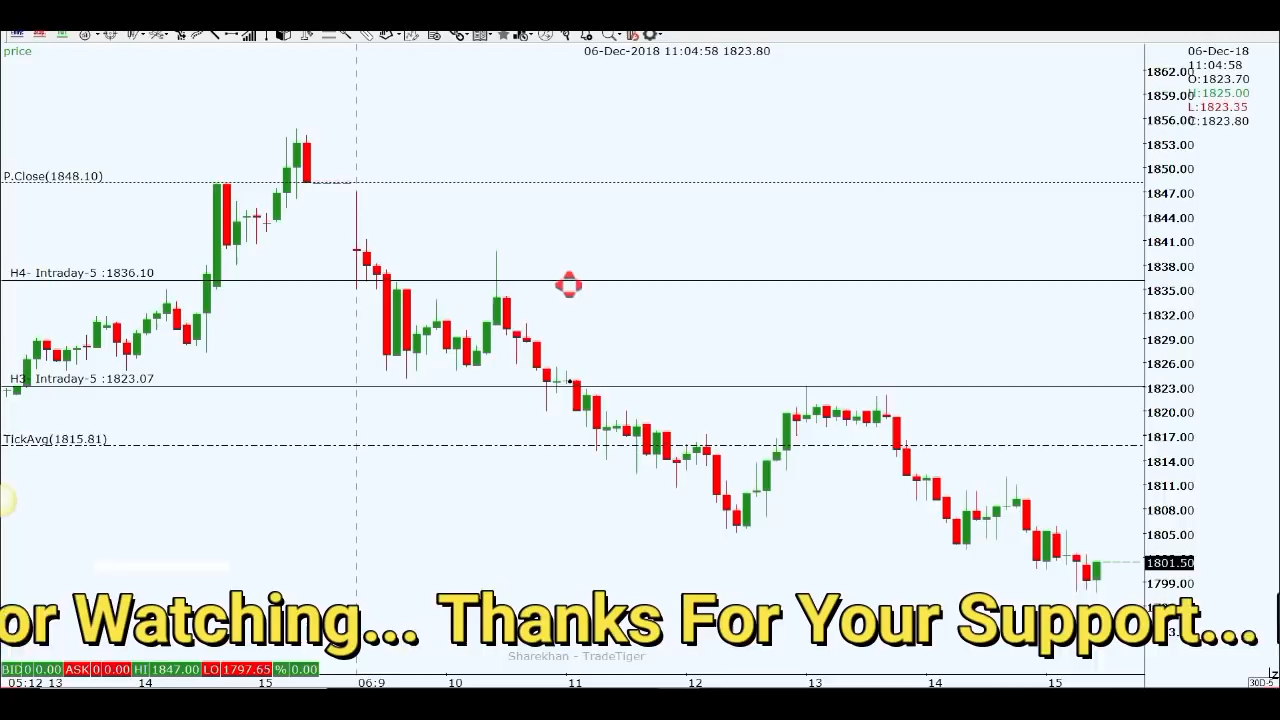 price
06-Dec-2018 11:04:58 1823.80
06-Dec-18
11:04:58
O:1823.70
H:1825.00
L:1823.35
C:1823.80
1862.00
1859.00
1856.00
1853.00
1850.00
1847.00
1844.00
1841.00
1838.00
1835.00
1832.00
1829.00
1826.00
1823.00
1820.00
1817.00
1814.00
1811.00
1808.00
1805.00
1801.50
1799.00
P.Close(1848.10)
H4- Intraday-5 :1836.10
H3- Intraday-5 :1823.07
TickAvg(1815.81)
or Watching... Thanks For Your Support...
Sharekhan - TradeTiger
BID 0 0.00 ASK 0 0.00 HI 1847.00 LO 1797.65 % 0.00
05:12 13 14 15 06:9 10 11 12 13 14 15
30D-5